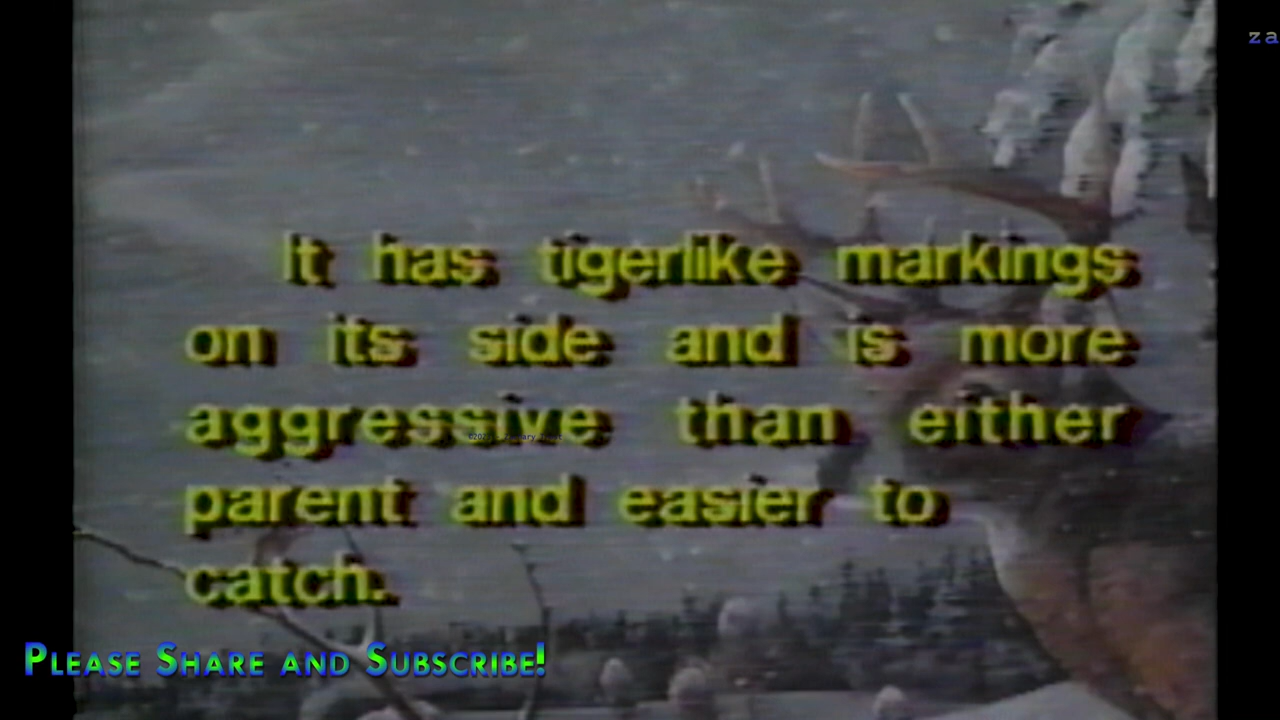 za
It has tigerlike markings
on its side and is more
aggressive than either
parent and easier to
catch.
Please Share and Subscribe!